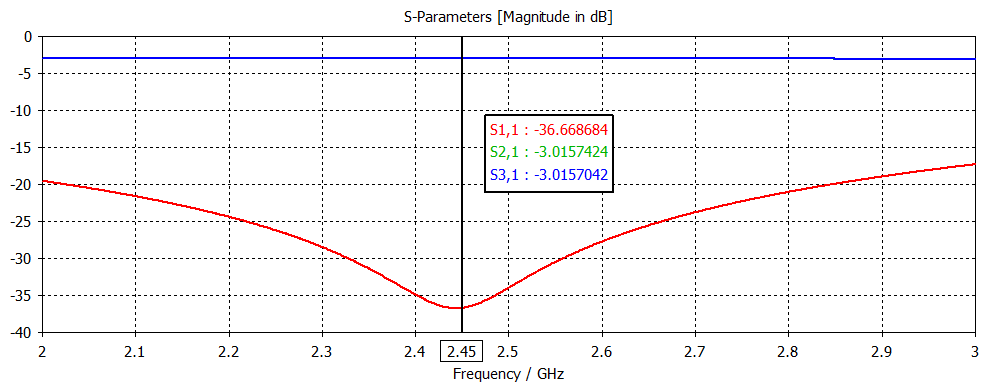 S-Parameters [Magnitude in dB]
0
-5
-10
S1,1 : -36.668684
-15
S2,1 : -3.0157424
S3,1 : -3.0157042
-20
-25
-30
-35
-40
2 2.1 2.2 2.3 2.4 2.45 2.5 2.6 2.7 2.8 2.9 3
Frequency / GHz